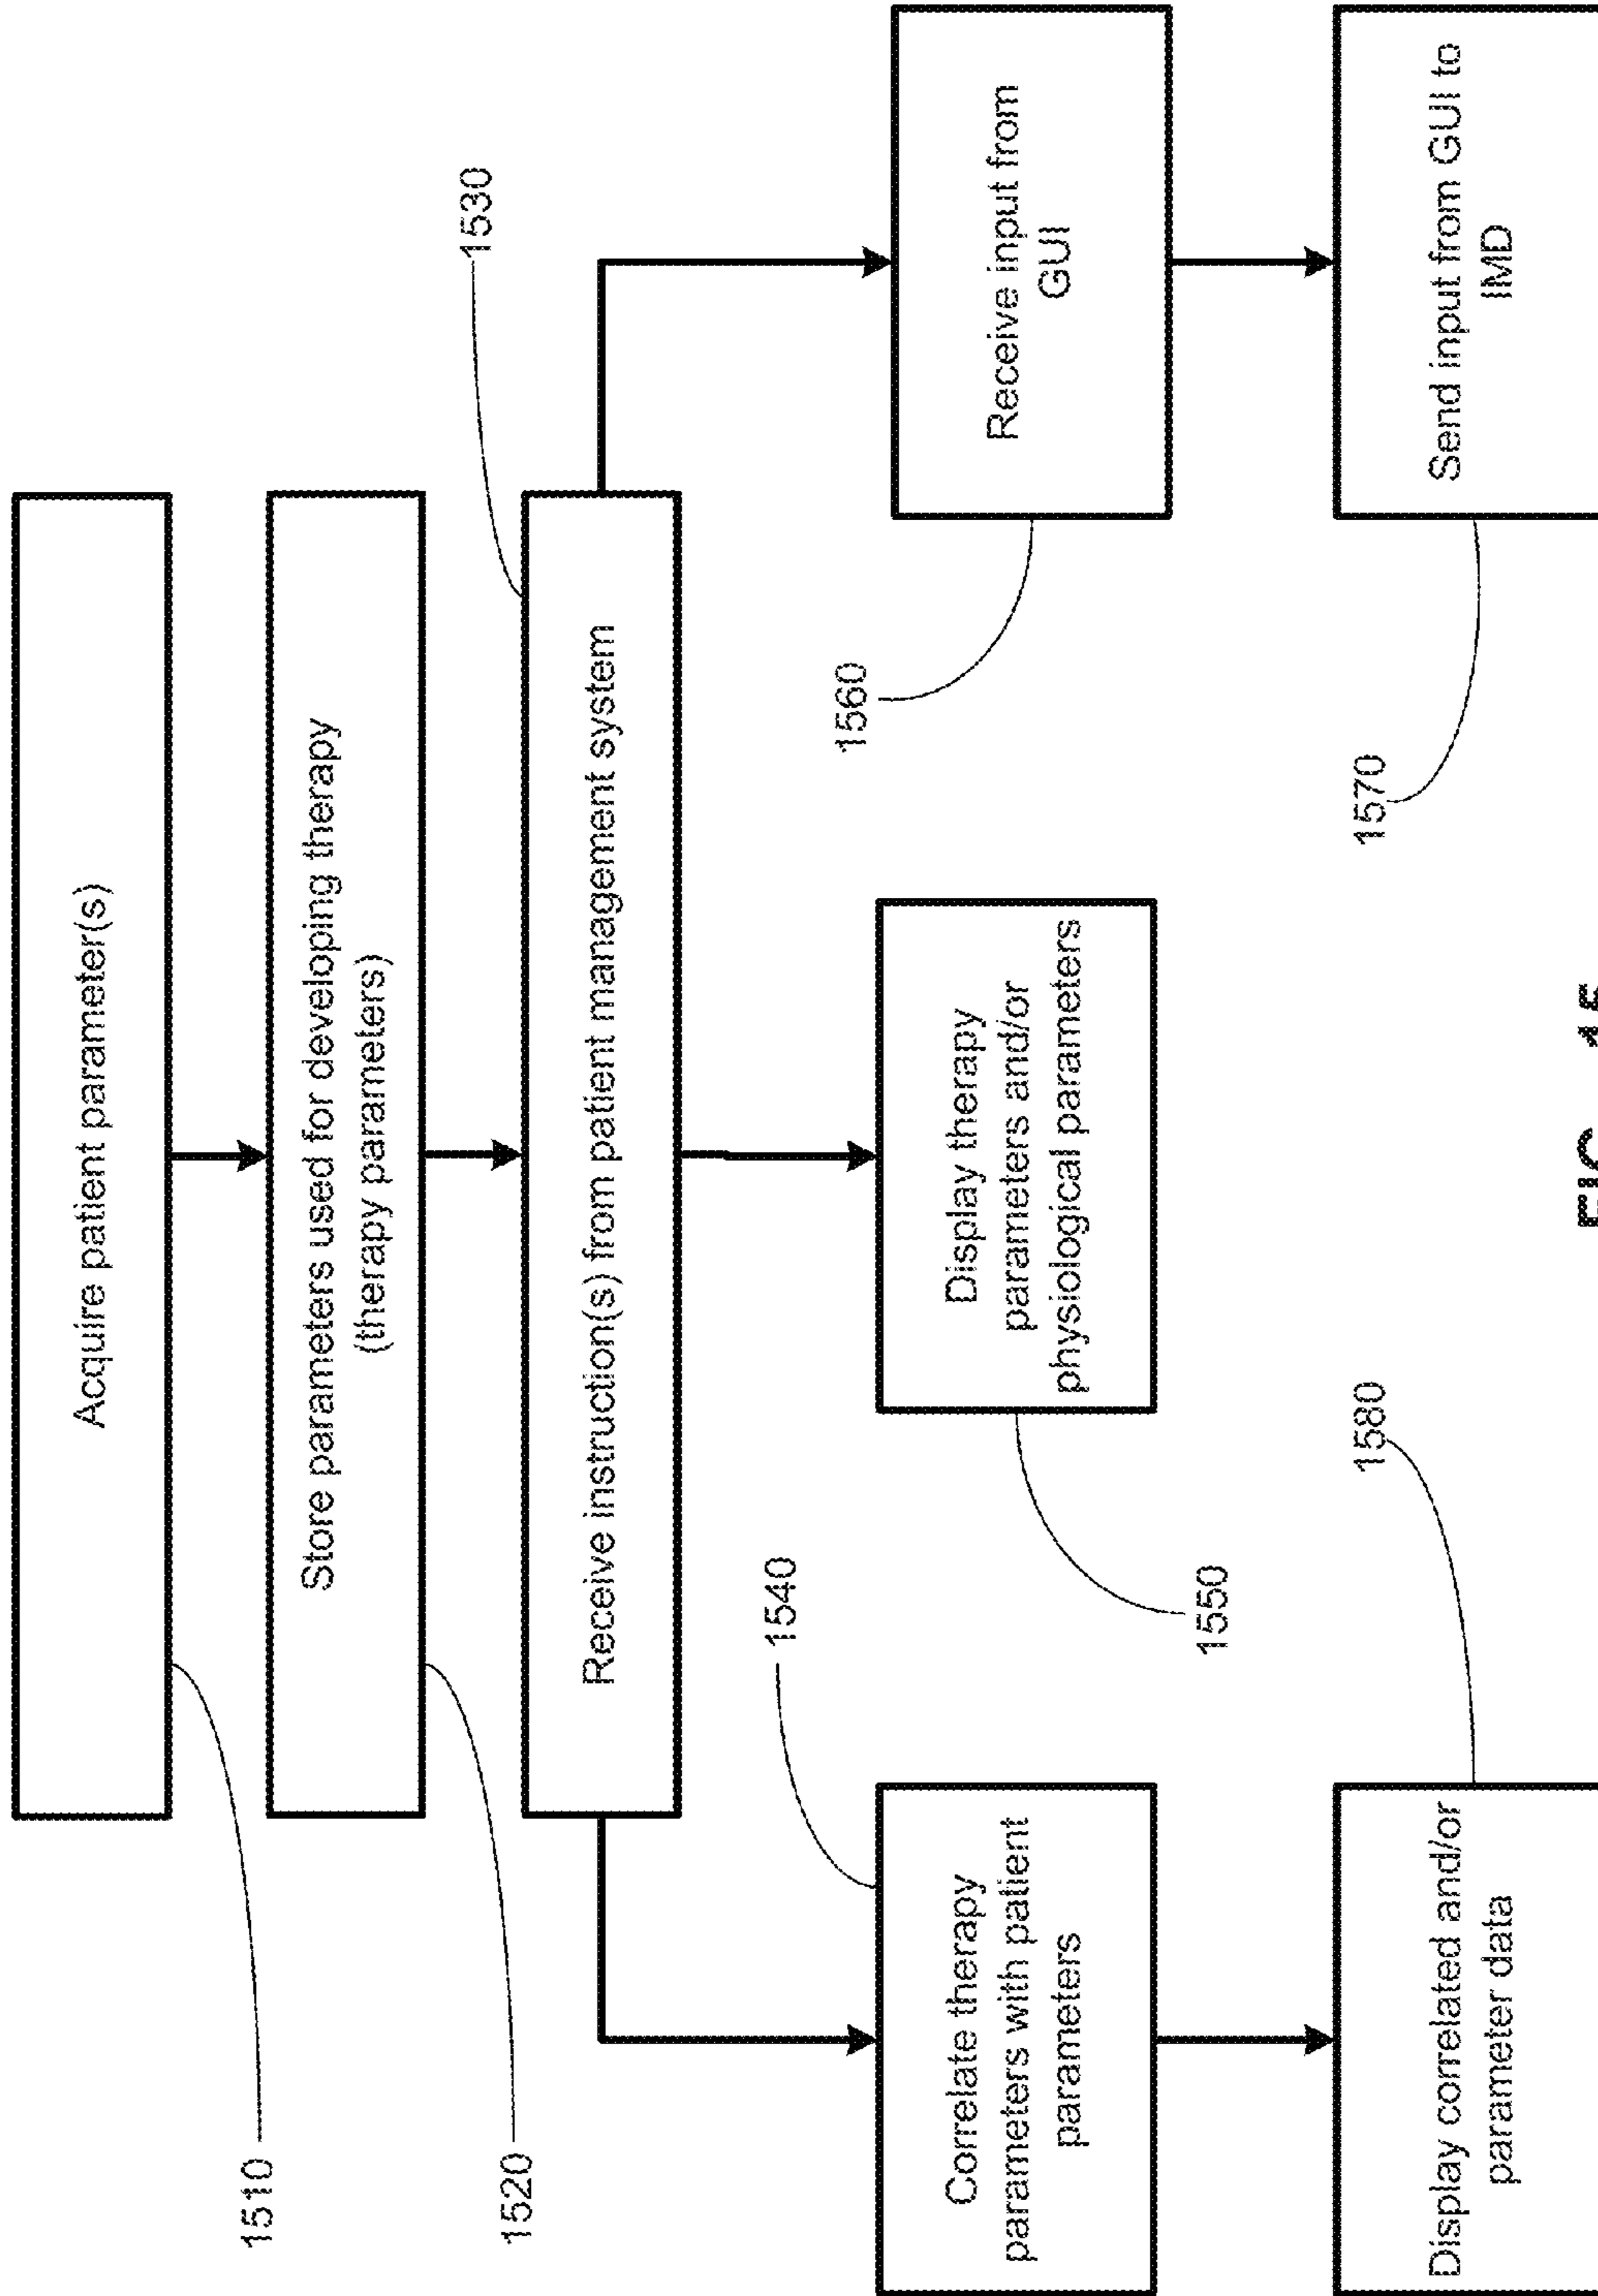 Acquire patient parameter(s)
1510
Store parameters used for developing therapy
(therapy parameters)
1520
Receive instruction(s) from patient management system
1530
1540
Correlate therapy
parameters with patient
parameters
Display therapy
parameters and/or
physiological parameters
1550
1560
Receive input from
GUI
1580
Display correlated and/or
parameter data
1570
Send input from GUI to
IMD
FIG. 15